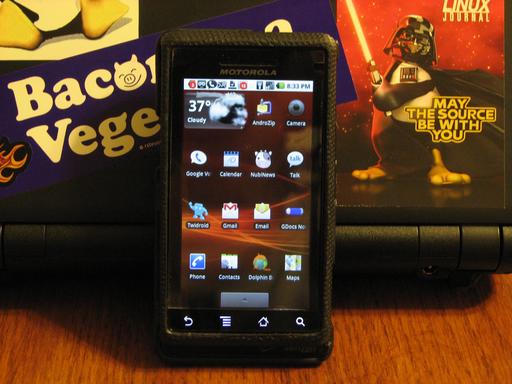 LINUX
JOURNAL
Bacon
Vege
MAY
THE SOURCE
BE WITH
YOU
MOTOROLA
8:33 PM
37°
Cloudy
AndroZip
Camera
Google V
Calendar
NubiNews
Talk
talk
Twidroid
Gmail
Email
GDocs No
Phone
Contacts
Dolphin B
Maps